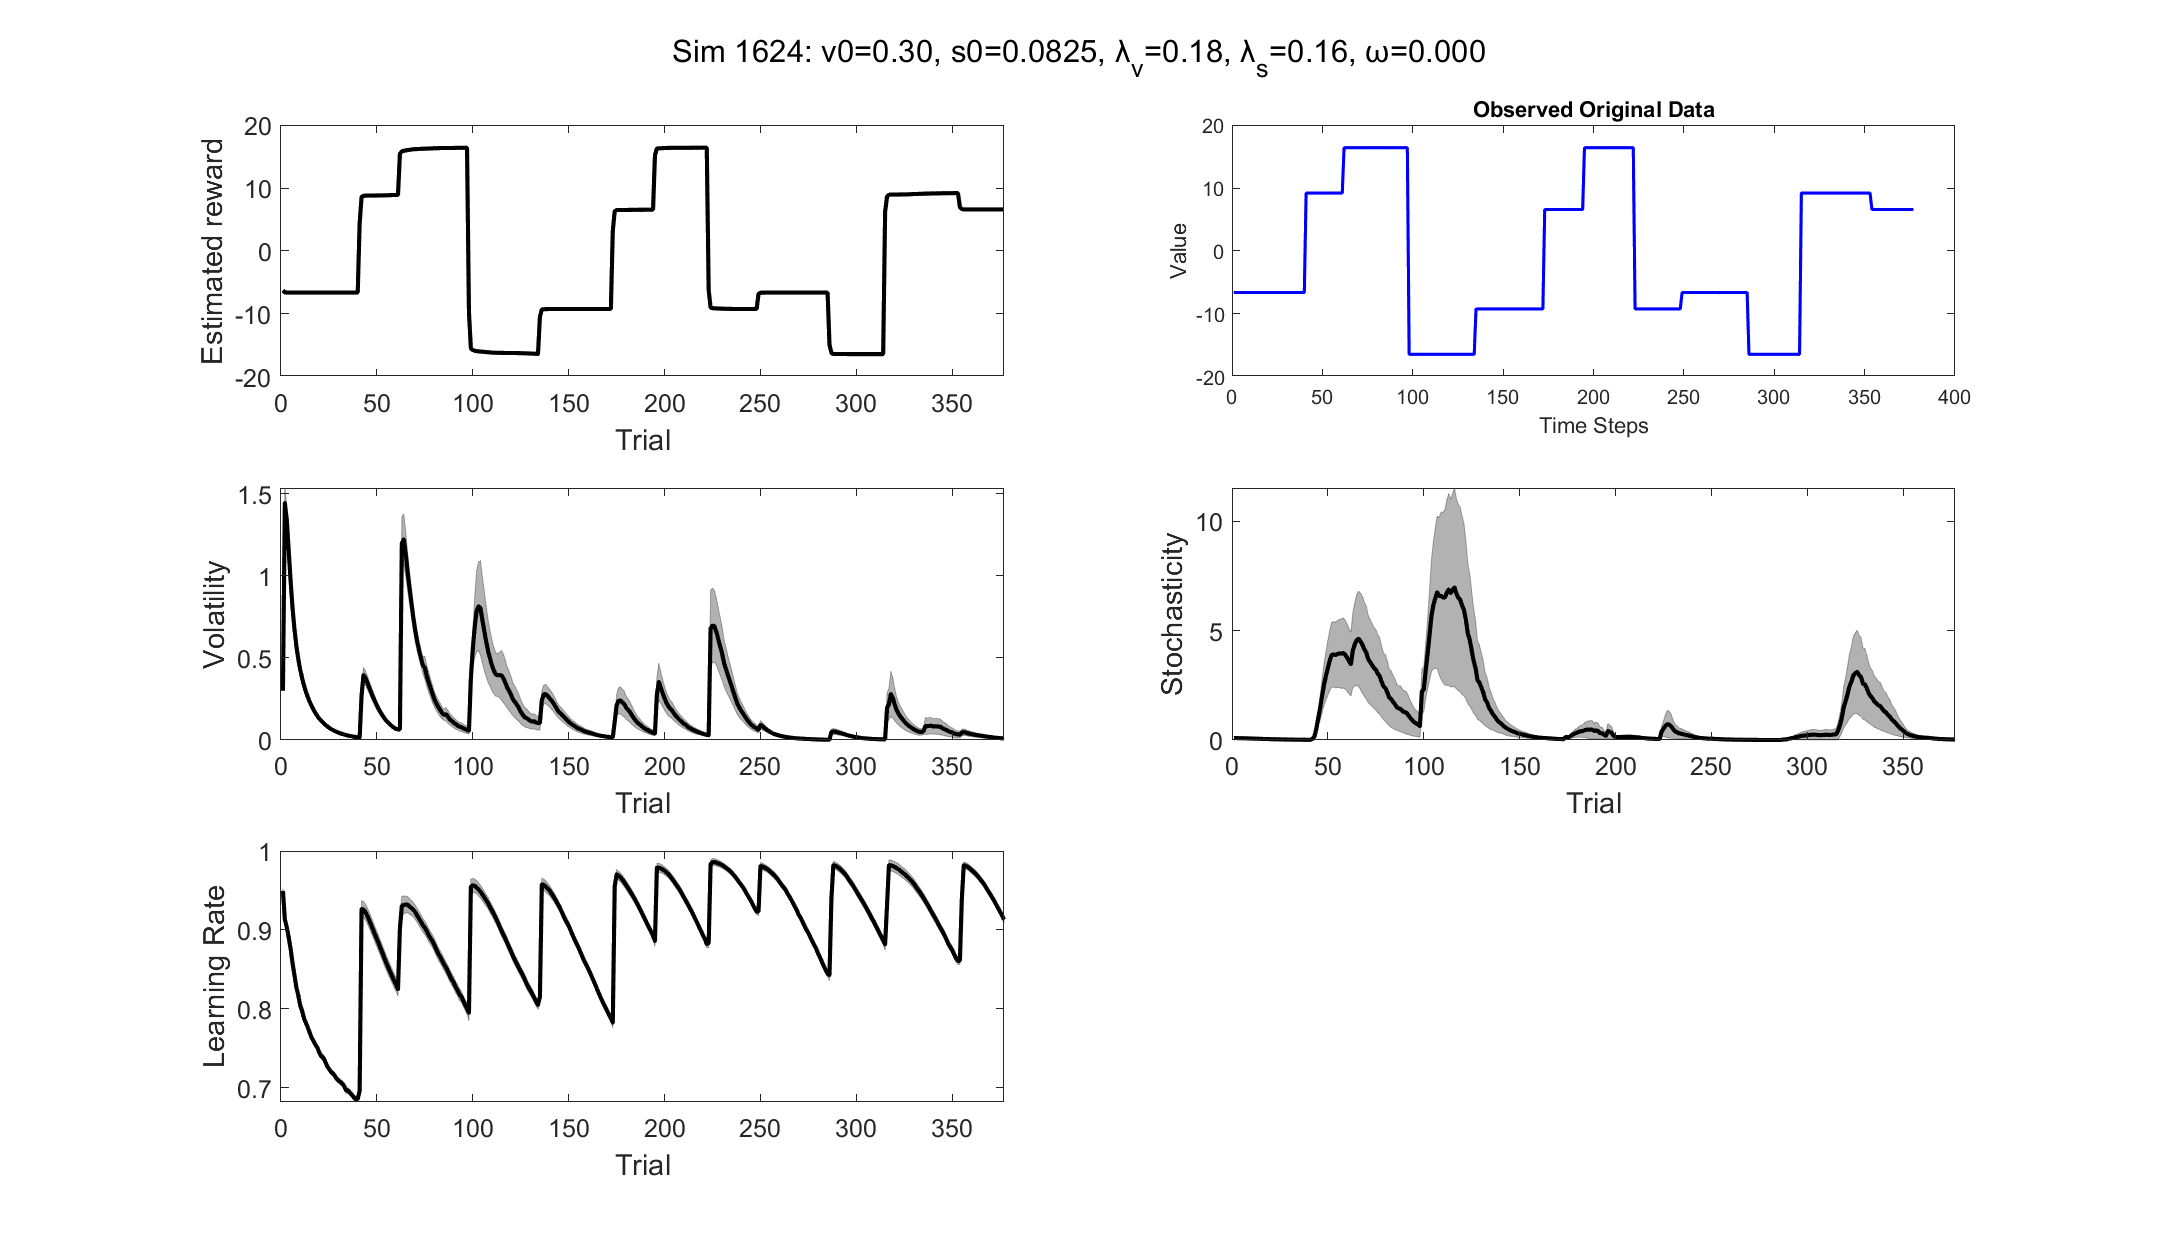 Sim 1624: v0=0.30, s0=0.0825, λv=0.18, λs=0.16, ω=0.000
Estimated reward
20
10
0
-10
-20
0 50 100 150 200 250 300 350
Trial
Observed Original Data
Value
20
10
0
-10
-20
0 50 100 150 200 250 300 350 400
Time Steps
Volatility
1.5
1
0.5
0
0 50 100 150 200 250 300 350
Trial
Stochasticity
10
5
0
0 50 100 150 200 250 300 350
Trial
Learning Rate
1
0.9
0.8
0.7
0 50 100 150 200 250 300 350
Trial